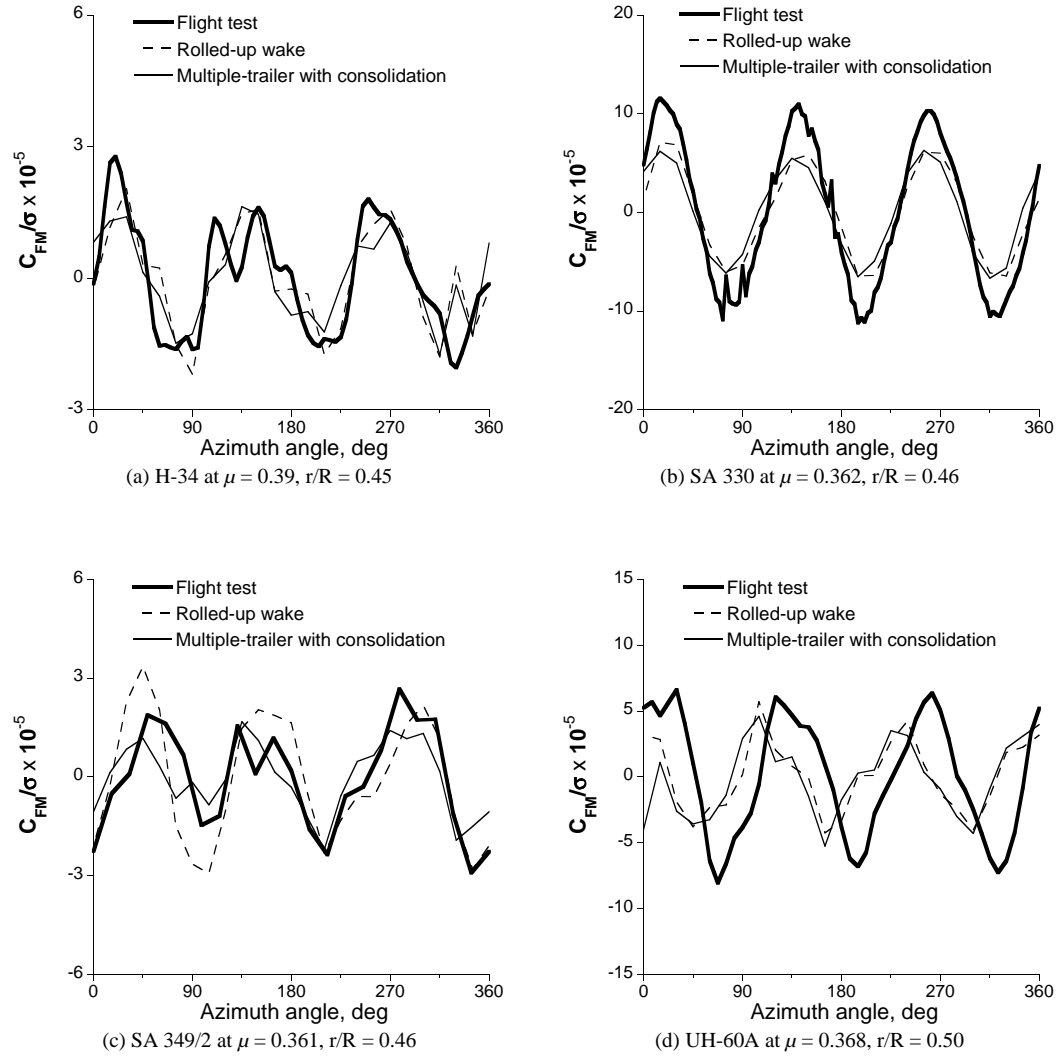 6
3
0
-3
C_FM/σ x 10^-5
Flight test
Rolled-up wake
Multiple-trailer with consolidation
0 90 180 270 360
Azimuth angle, deg
(a) H-34 at μ = 0.39, r/R = 0.45
20
10
0
-10
-20
C_FM/σ x 10^-5
Flight test
Rolled-up wake
Multiple-trailer with consolidation
0 90 180 270 360
Azimuth angle, deg
(b) SA 330 at μ = 0.362, r/R = 0.46
6
3
0
-3
-6
C_FM/σ x 10^-5
Flight test
Rolled-up wake
Multiple-trailer with consolidation
0 90 180 270 360
Azimuth angle, deg
(c) SA 349/2 at μ = 0.361, r/R = 0.46
15
10
5
0
-5
-10
-15
C_FM/σ x 10^-5
Flight test
Rolled-up wake
Multiple-trailer with consolidation
0 90 180 270 360
Azimuth angle, deg
(d) UH-60A at μ = 0.368, r/R = 0.50